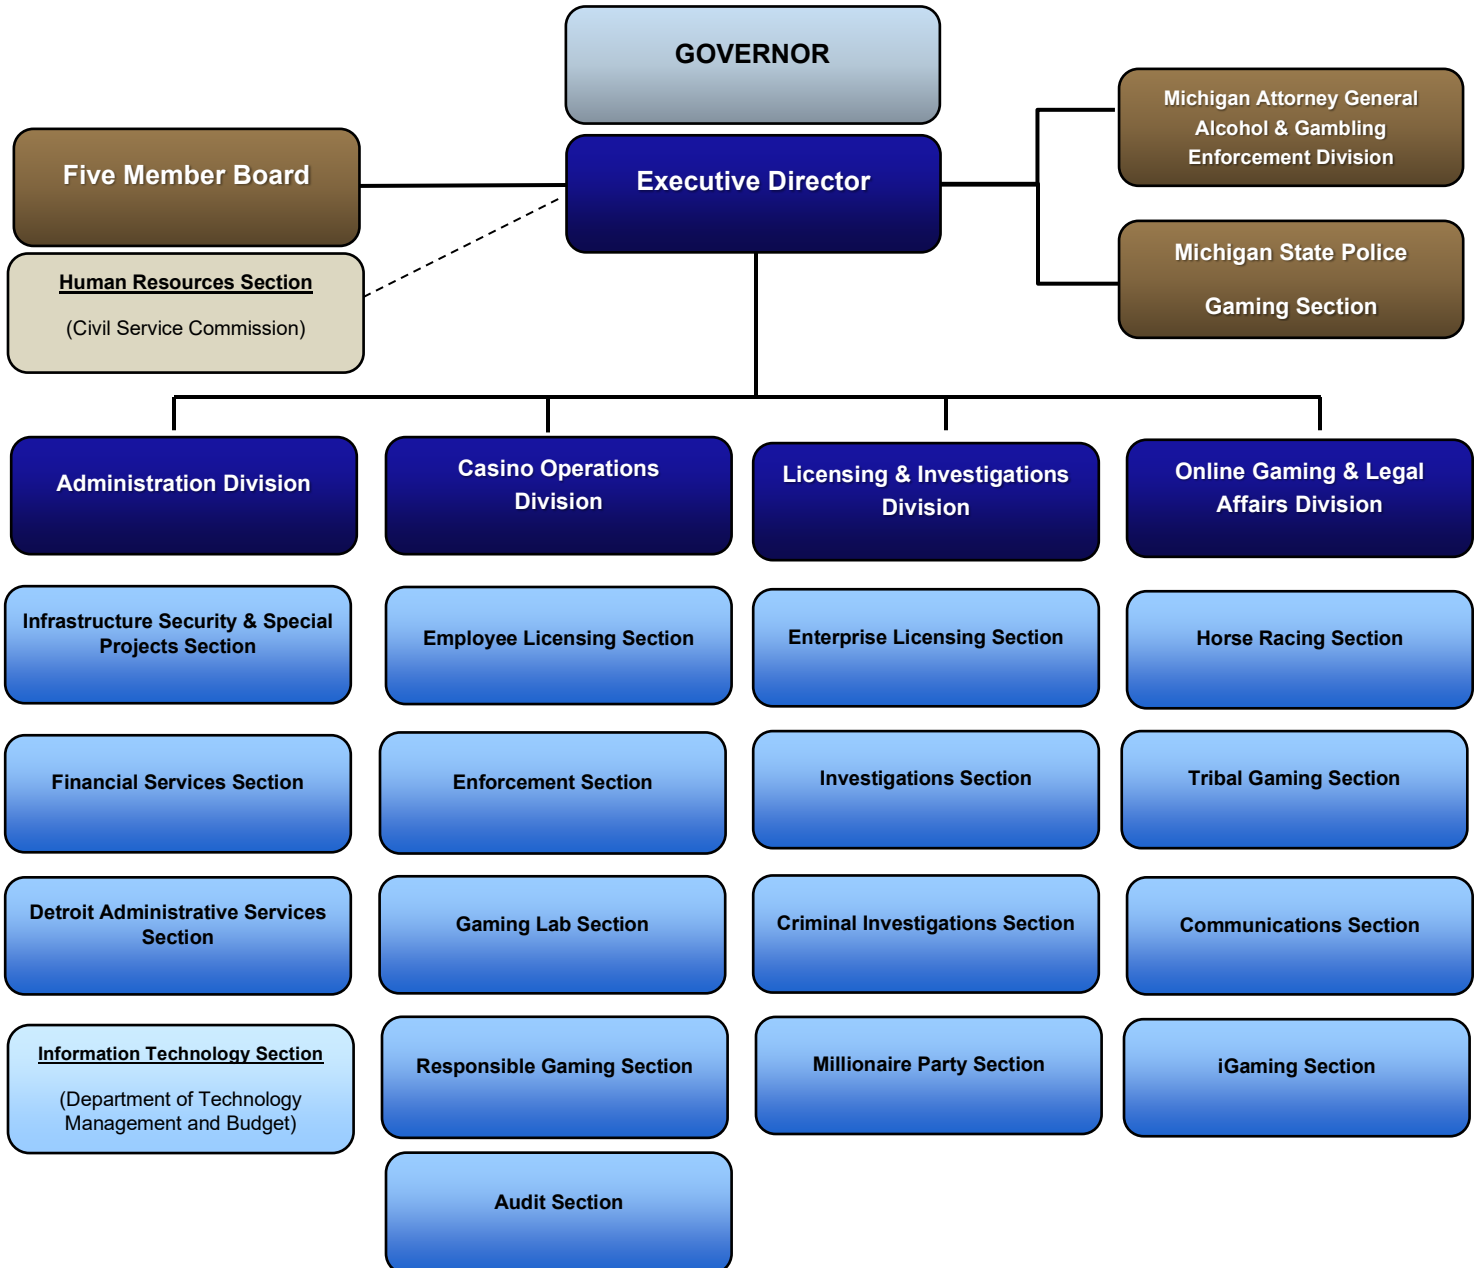 GOVERNOR
Michigan Attorney General
Alcohol & Gambling
Enforcement Division
Five Member Board
Executive Director
Michigan State Police
Gaming Section
Human Resources Section
(Civil Service Commission)
Administration Division
Casino Operations
Division
Licensing & Investigations
Division
Online Gaming & Legal
Affairs Division
Infrastructure Security & Special
Projects Section
Employee Licensing Section
Enterprise Licensing Section
Horse Racing Section
Financial Services Section
Enforcement Section
Investigations Section
Tribal Gaming Section
Detroit Administrative Services
Section
Gaming Lab Section
Criminal Investigations Section
Communications Section
Information Technology Section
(Department of Technology
Management and Budget)
Responsible Gaming Section
Millionaire Party Section
iGaming Section
Audit Section